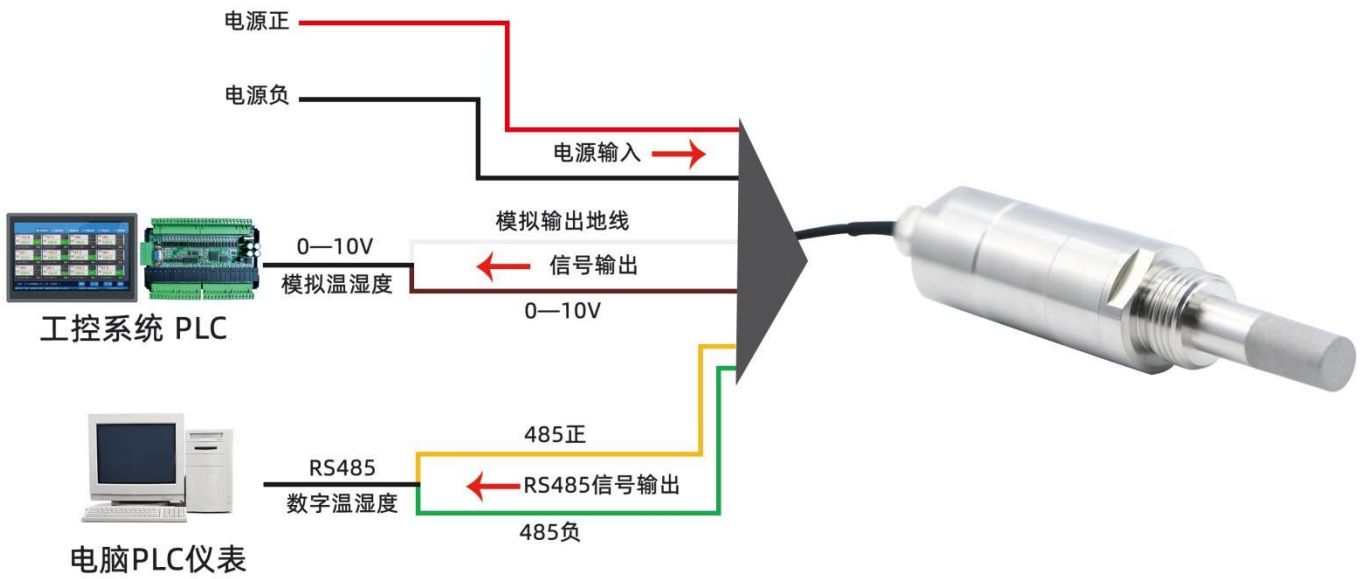 电源正
电源负
电源输入
模拟输出地线
0—10V
信号输出
模拟温湿度
0—10V
工控系统 PLC
485正
RS485
RS485信号输出
数字温湿度
485负
电脑PLC仪表